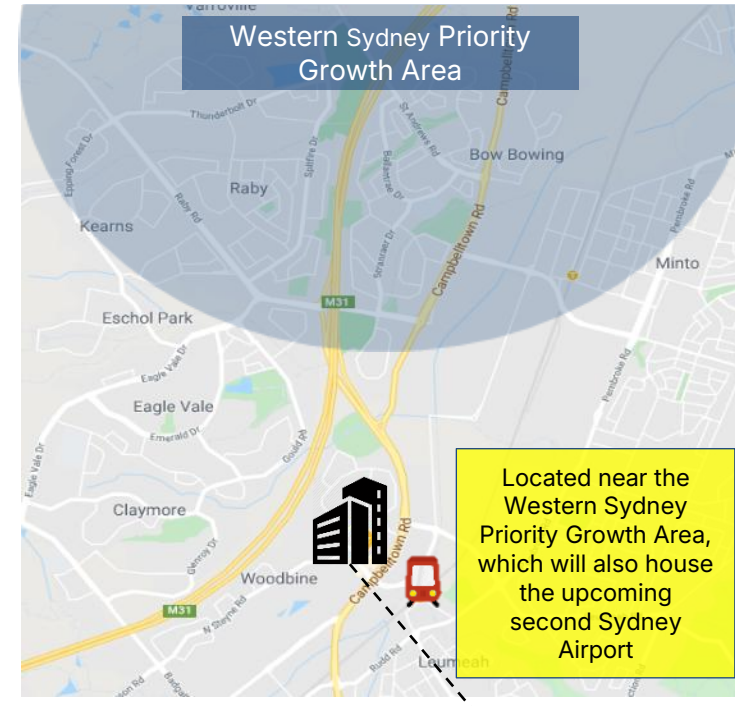 Varroville
Western Sydney Priority
Growth Area
Campbelltown Rd
Thunderbolt Dr
Spitfire Dr
St Andrews Rd
Ballantrae Dr
Bow Bowing
Epping Forest Dr
Raby
Raby Rd
Pembroke Rd
Kearns
Stranraer Dr
Campbelltown Rd
Minto
M31
Eschol Park
Eagle Vale Dr
Pembroke Rd
Eagle Vale
Emerald Dr
Gould Rd
Eagle Vale Dr
Located near the
Western Sydney
Priority Growth Area,
which will also house
the upcoming
second Sydney
Airport
Claymore
Glenroy Dr
Campbelltown Rd
Woodbine
M31
N Steyne Rd
Rudd Rd
Leumeah